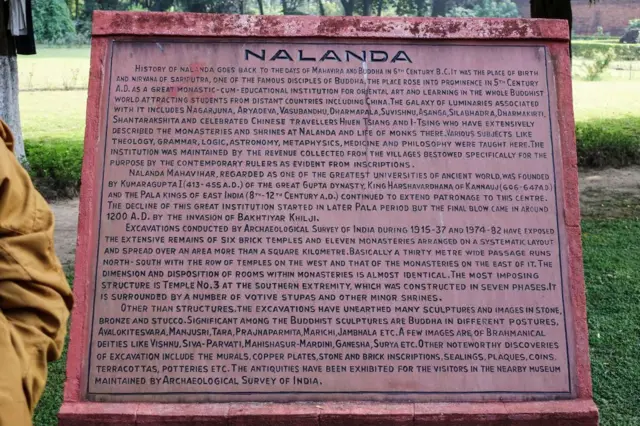 NALANDA
HISTORY OF NALANDA GOES BACK TO THE DATS OF MAHAVIRA AND BUDDHA IN 5TH CENTURY B.C. IT WAS THE PLACE OF BIRTH
AND NIRVANA OF SARIPUTRA, ONE OF THE FAMOUS DISCIPLES OF BUDDHA. THE PLACE ROSE INTO PROMINENCE IN 5TH CENTURY
A.D. AS A GREAT MONASTIC-CUM-EDUCATIONAL INSTITUTION FOR ORIENTAL ART AND LEARNING IN THE WHOLE BUDDHIST
WORLD ATTRACTING STUDENTS FROM DISTANT COUNTRIES INCLUDING CHINA. THE GALAXY OF LUMINARIES ASSOCIATED
WITH IT INCLUDES NAGARJUNA, ARYADEVA, VASUBANDHU, DHARMAPALA, SUVISHNU, ASANGA, SILABHADRA, DHARMAKIRTI,
SHANTARAKSHITA AND CELEBRATED CHINESE TRAVELLERS HIUEN TSIANG AND I-TSING WHO HAVE EXTENSIVELY
DESCRIBED THE MONASTERIES AND SHRINES AT NALANDA AND LIFE OF MONKS THERE. VARIOUS SUBJECTS LIKE
THEOLOGY, GRAMMAR, LOGIC, ASTRONOMY, METAPHYSICS, MEDICINE AND PHILOSOPHY WERE TAUGHT HERE. THE
INSTITUTION WAS MAINTAINED BY THE REVENUE COLLECTED FROM THE VILLAGES BESTOWED SPECIFICALLY FOR THE
PURPOSE BY THE CONTEMPORARY RULERS AS EVIDENT FROM INSCRIPTIONS.
NALANDA MAHAVIHAR, REGARDED AS ONE OF THE GREATEST UNIVERSITIES OF ANCIENT WORLD, WAS FOUNDED
BY KUMARAGUPTA I (413-455 A.D.) OF THE GREAT GUPTA DYNASTY. KING HARSHAVARDHANA OF KANNAUJ (606-647 A.D)
AND THE PALA KINGS OF EAST INDIA (8TH-12TH CENTURY A.D.) CONTINUED TO EXTEND PATRONAGE TO THIS CENTRE.
THE DECLINE OF THIS GREAT INSTITUTION STARTED IN LATER PALA PERIOD BUT THE FINAL BLOW CAME IN AROUND
1200 A.D. BY THE INVASION OF BAKHTIYAR KHILJI.
EXCAVATIONS CONDUCTED BY ARCHAEOLOGICAL SURVEY OF INDIA DURING 1915-37 AND 1974-82 HAVE EXPOSED
THE EXTENSIVE REMAINS OF SIX BRICK TEMPLES AND ELEVEN MONASTERIES ARRANGED ON A SYSTEMATIC LAYOUT
AND SPREAD OVER AN AREA MORE THAN A SQUARE KILOMETRE. BASICALLY A THIRTY METRE WIDE PASSAGE RUNS
NORTH-SOUTH WITH THE ROW OF TEMPLES ON THE WEST AND THAT OF THE MONASTERIES ON THE EAST OF IT. THE
DIMENSION AND DISPOSITION OF ROOMS WITHIN MONASTERIES IS ALMOST IDENTICAL. THE MOST IMPOSING
STRUCTURE IS TEMPLE NO.3 AT THE SOUTHERN EXTREMITY, WHICH WAS CONSTRUCTED IN SEVEN PHASES. IT
IS SURROUNDED BY A NUMBER OF VOTIVE STUPAS AND OTHER MINOR SHRINES.
OTHER THAN STRUCTURES, THE EXCAVATIONS HAVE UNEARTHED MANY SCULPTURES AND IMAGES IN STONE,
BRONZE AND STUCCO. SIGNIFICANT AMONG THE BUDDHIST SCULPTURES ARE BUDDHA IN DIFFERENT POSTURES,
AVALOKITESVARA, MANJUSRI, TARA, PRAJNAPARMITA, MARICHI, JAMBHALA ETC. A FEW IMAGES ARE OF BRAHMANICAL
DEITIES LIKE VISHNU, SIVA-PARVATI, MAHISHASUR-MARDINI, GANESHA, SURYA ETC. OTHER NOTEWORTHY DISCOVERIES
OF EXCAVATION INCLUDE THE MURALS, COPPER PLATES, STONE AND BRICK INSCRIPTIONS, SEALINGS, PLAQUES, COINS,
TERRACOTTAS, POTTERIES ETC. THE ANTIQUITIES HAVE BEEN EXHIBITED FOR THE VISITORS IN THE NEARBY MUSEUM
MAINTAINED BY ARCHAEOLOGICAL SURVEY OF INDIA.